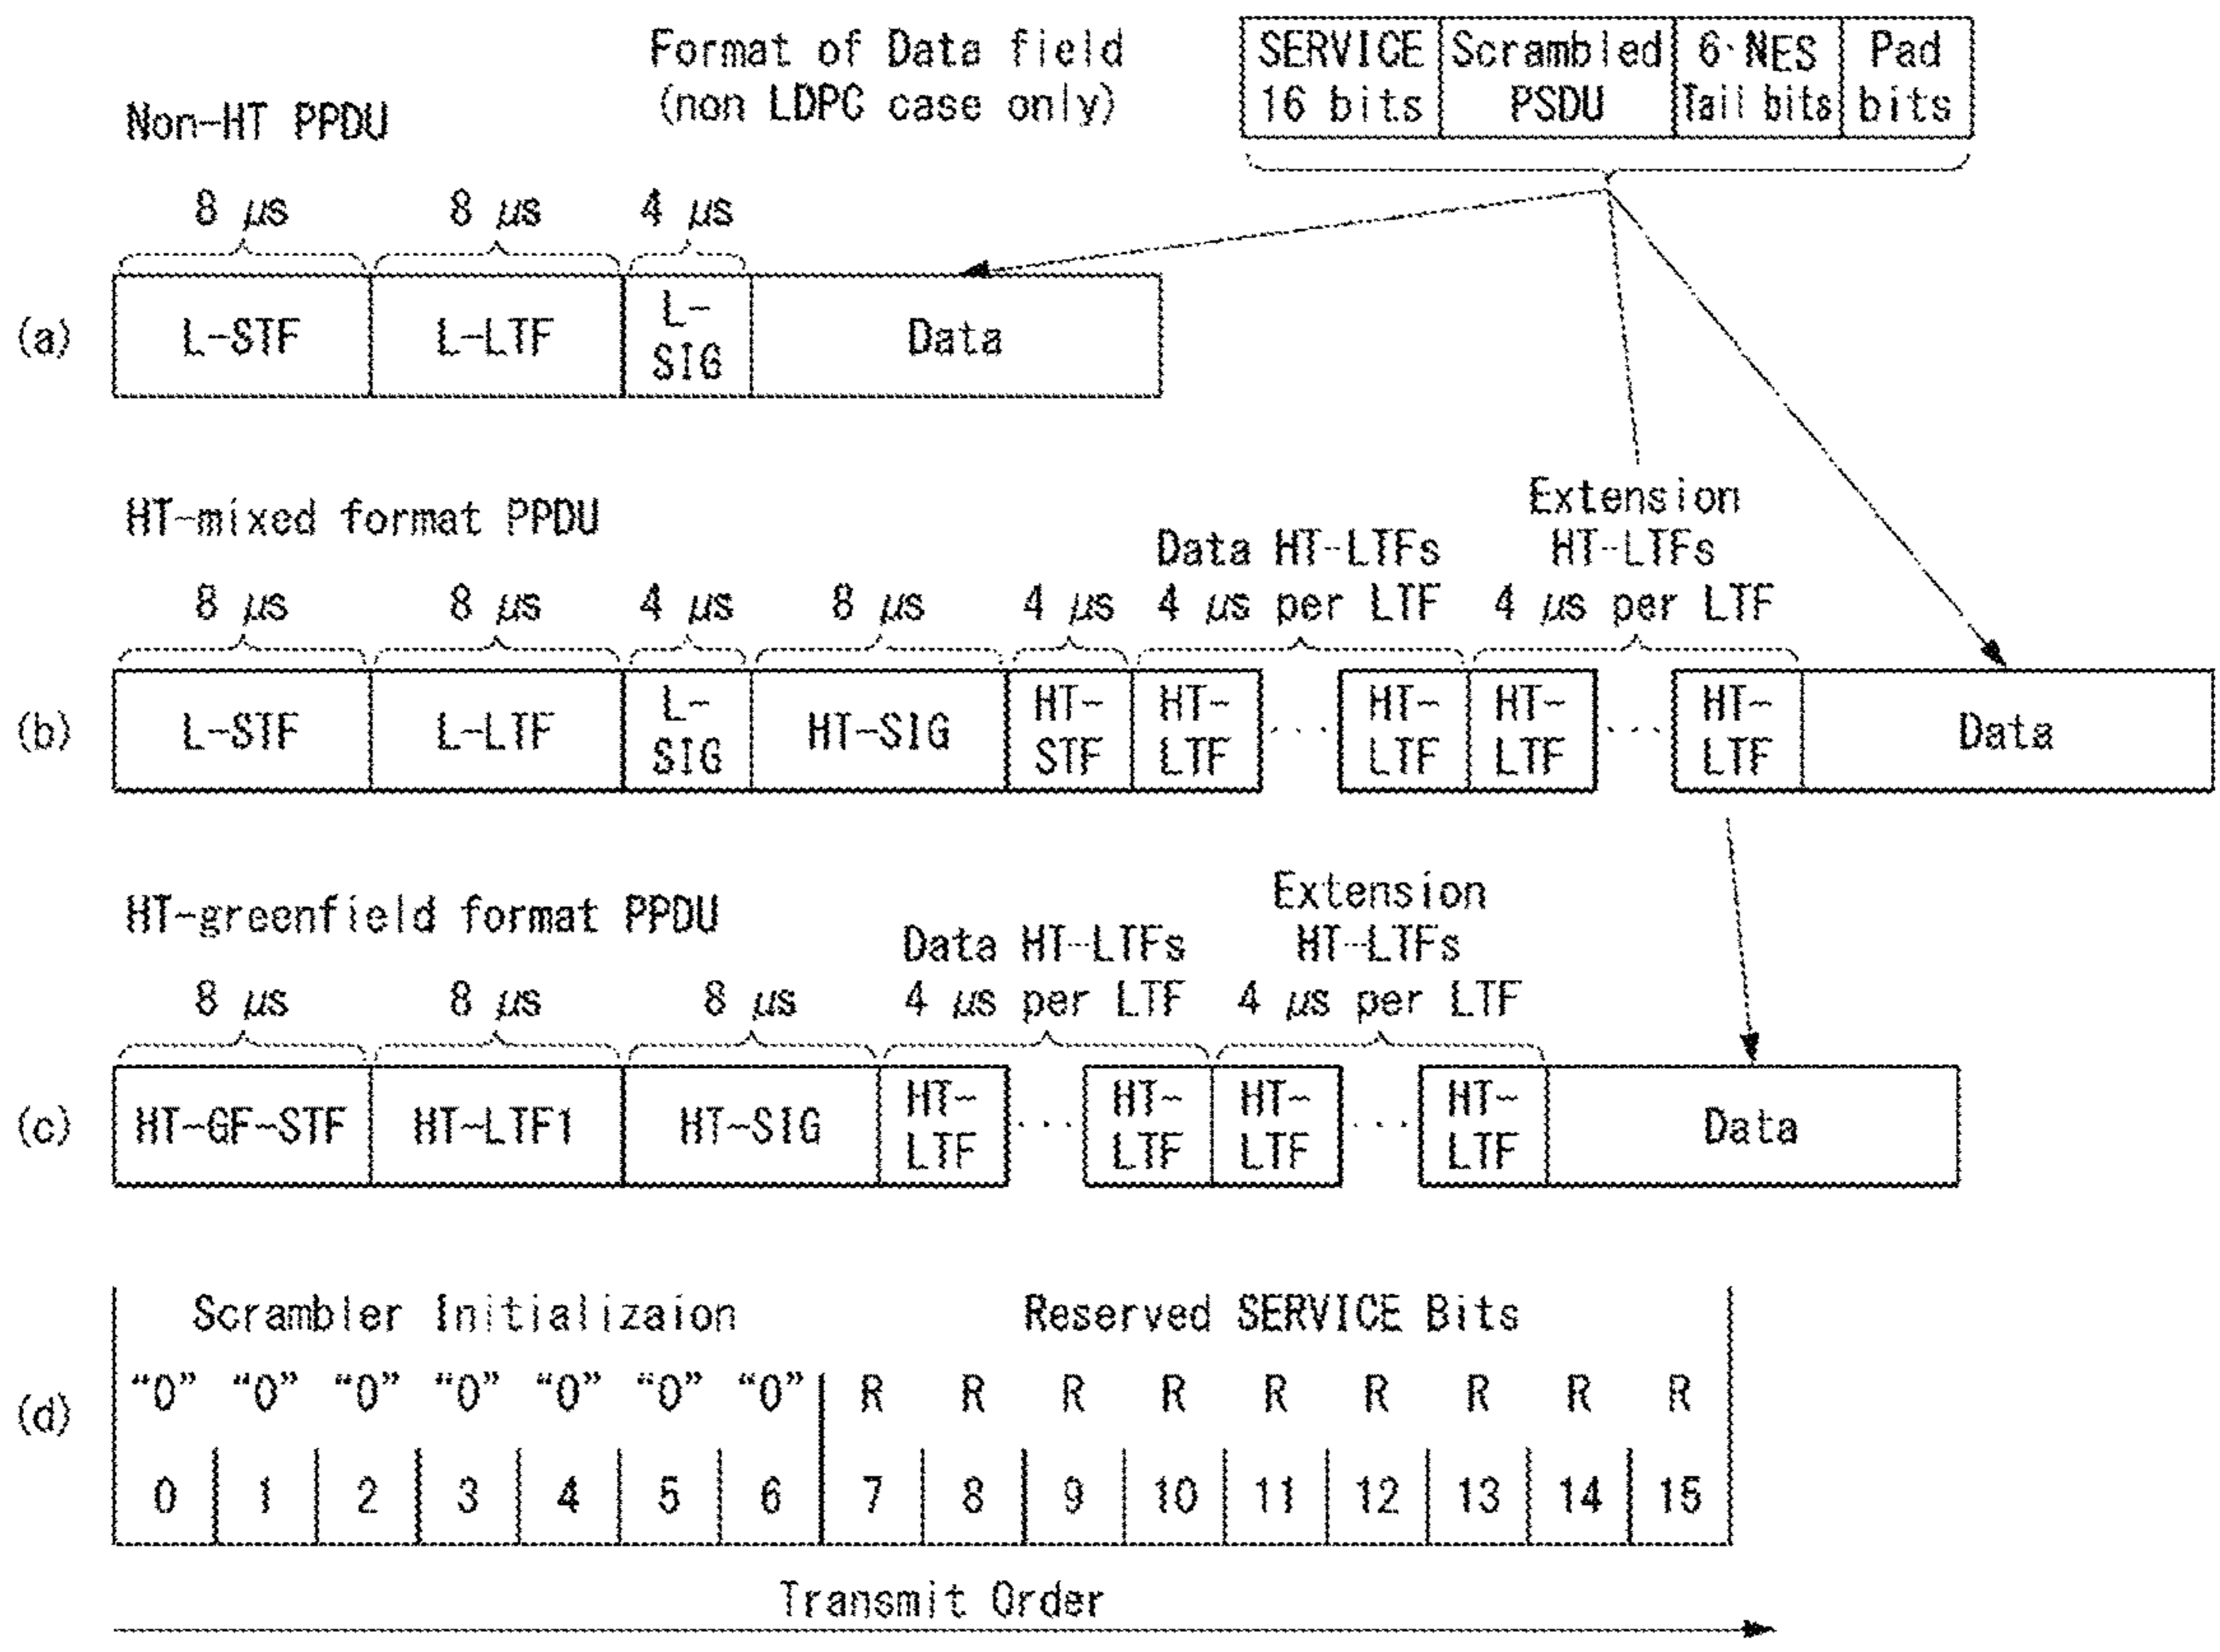 Format of Data field
(non LDPC case only)
SERVICE
16 bits
Scrambled
PSDU
6·NES
Tail bits
Pad
bits
Non-HT PPDU
8 μs
8 μs
4 μs
(a)
L-STF
L-LTF
L-
SIG
Data
HT-mixed format PPDU
Data HT-LTFs
Extension
HT-LTFs
8 μs
8 μs
4 μs
8 μs
4 μs
4 μs per LTF
4 μs per LTF
(b)
L-STF
L-LTF
L-
SIG
HT-SIG
HT-
STF
HT-
LTF
...
HT-
LTF
HT-
LTF
...
HT-
LTF
Data
HT-greenfield format PPDU
Data HT-LTFs
Extension
HT-LTFs
8 μs
8 μs
8 μs
4 μs per LTF
4 μs per LTF
(c)
HT-GF-STF
HT-LTF1
HT-SIG
HT-
LTF
...
HT-
LTF
HT-
LTF
...
HT-
LTF
Data
(d)
Scrambler Initializaion
Reserved SERVICE Bits
“0” “0” “0” “0” “0” “0” “0” R R R R R R R R R
0 1 2 3 4 5 6 7 8 9 10 11 12 13 14 15
Transmit Order